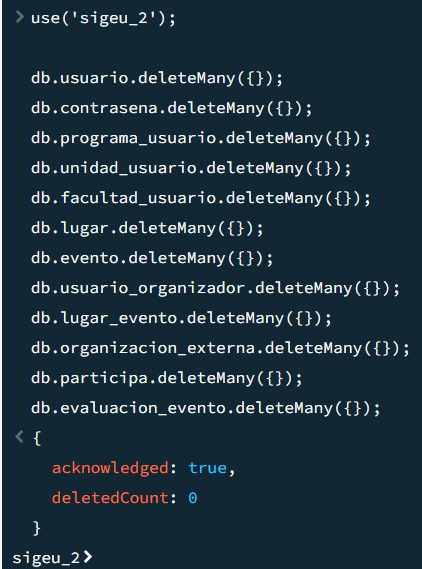 > use('sigeu_2');
db.usuario.deleteMany({});
db.contrasena.deleteMany({});
db.programa_usuario.deleteMany({});
db.unidad_usuario.deleteMany({});
db.facultad_usuario.deleteMany({});
db.lugar.deleteMany({});
db.evento.deleteMany({});
db.usuario_organizador.deleteMany({});
db.lugar_evento.deleteMany({});
db.organizacion_externa.deleteMany({});
db.participa.deleteMany({});
db.evaluacion_evento.deleteMany({});
< {
acknowledged: true,
deletedCount: 0
}
sigeu_2>